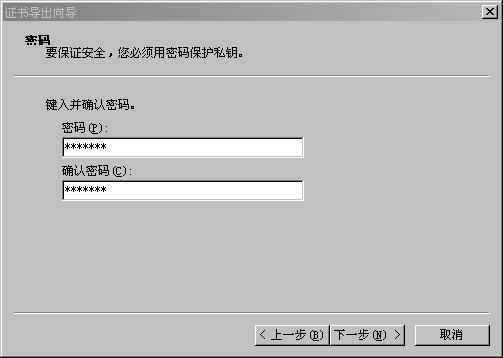 证书导出向导
密码
要保证安全，您必须用密码保护私钥。
键入并确认密码。
密码(P):
*******
确认密码(C):
*******
< 上一步(B) 下一步(N) > 取消